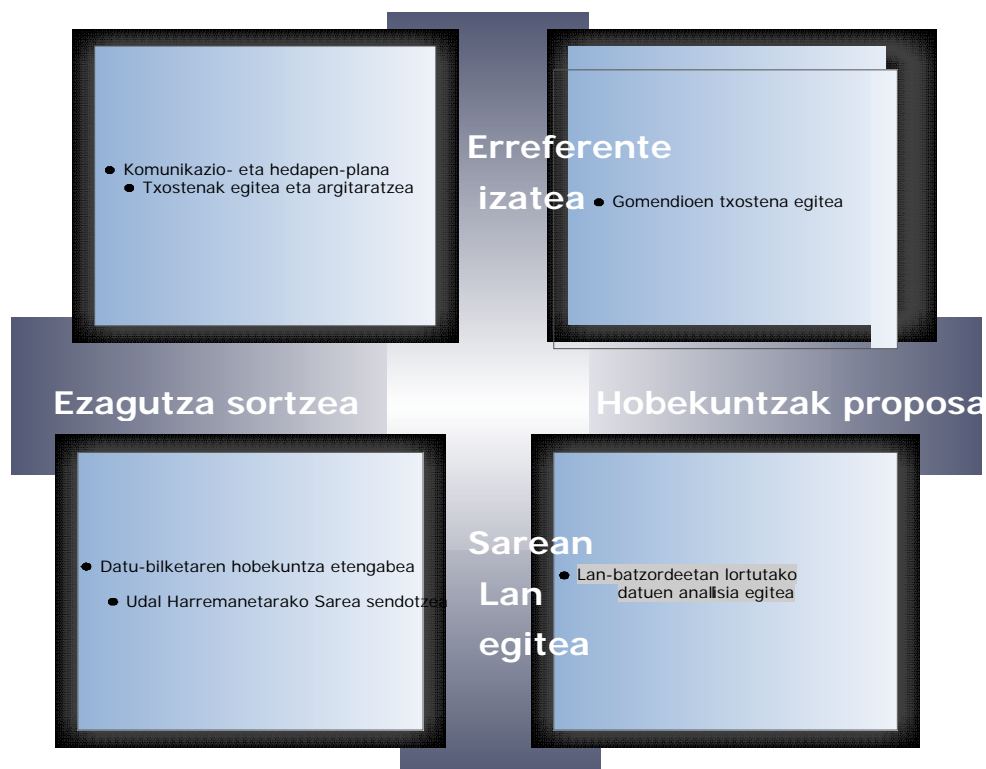 Komunikazio- eta hedapen-plana
Txostenak egitea eta argitaratzea
Erreferente
izatea
Gomendioen txostena egitea
Ezagutza sortzea
Hobekuntzak proposa
Datu-bilketaren hobekuntza etengabea
Udal Harremanetarako Sarea sendotzea
Sarean
Lan
egitea
Lan-batzordeetan lortutako
datuen analisia egitea